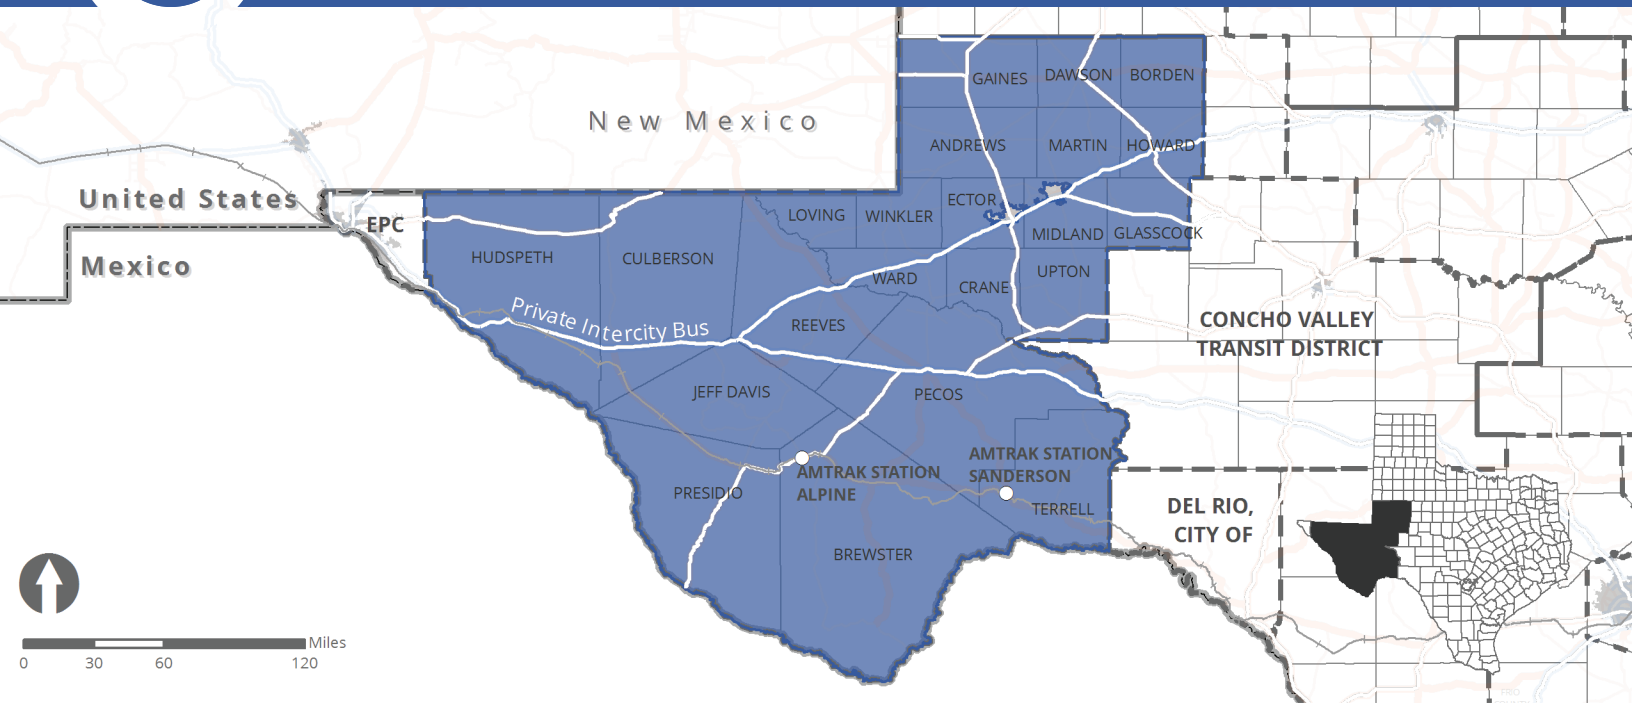 New Mexico
United States
Mexico
EPC
GAINES
DAWSON
BORDEN
ANDREWS
MARTIN
HOWARD
LOVING
WINKLER
ECTOR
MIDLAND
GLASSCOCK
HUDSPETH
CULBERSON
WARD
CRANE
UPTON
Private Intercity Bus
REEVES
JEFF DAVIS
PECOS
CONCHO VALLEY
TRANSIT DISTRICT
AMTRAK STATION
ALPINE
AMTRAK STATION
SANDERSON
PRESIDIO
TERRELL
BREWSTER
DEL RIO,
CITY OF
Miles
0 30 60 120
FRIO